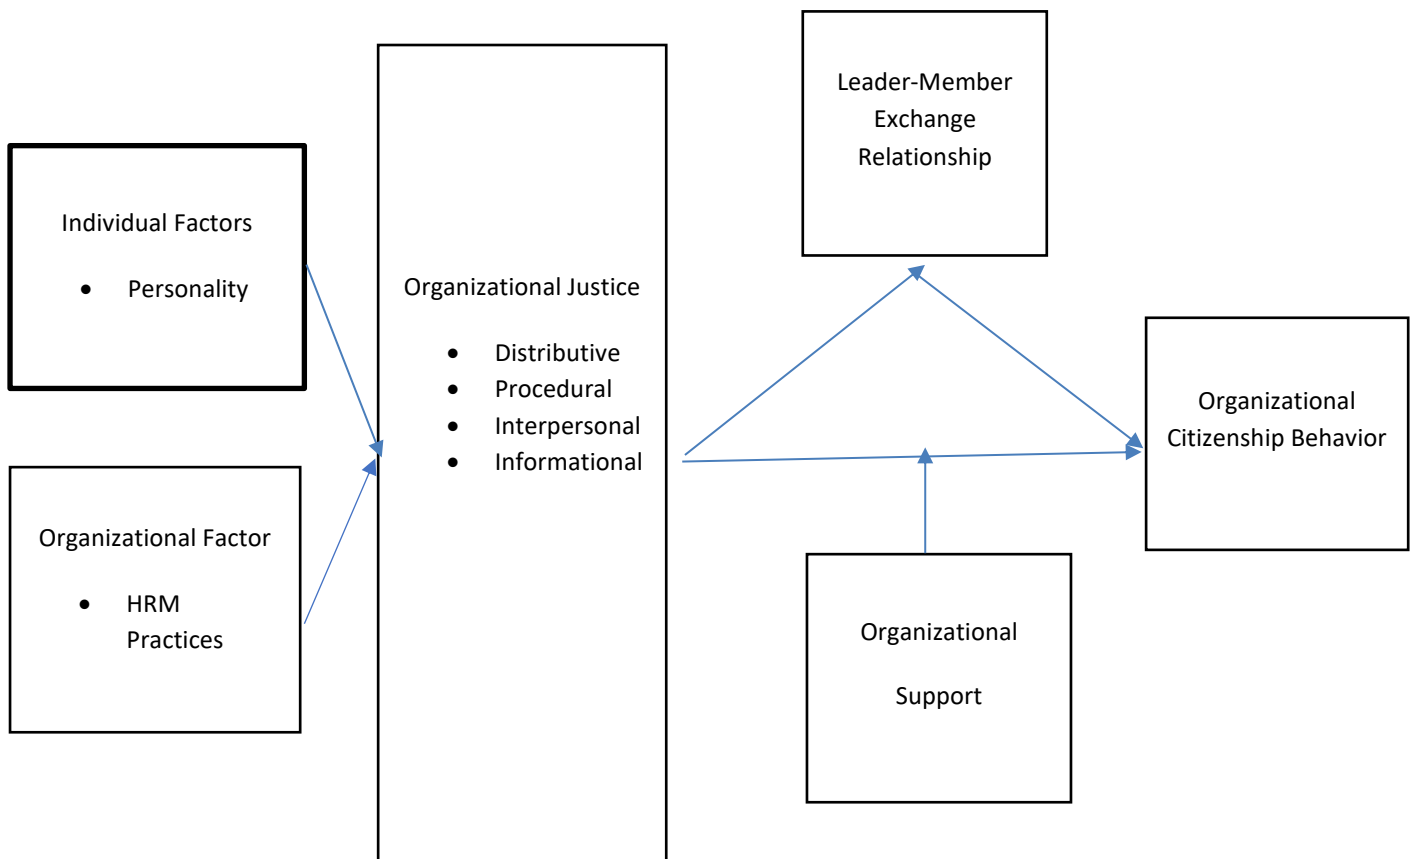 Individual Factors
• Personality
Organizational Factor
• HRM
Practices
Organizational Justice
• Distributive
• Procedural
• Interpersonal
• Informational
Leader-Member
Exchange
Relationship
Organizational
Support
Organizational
Citizenship Behavior